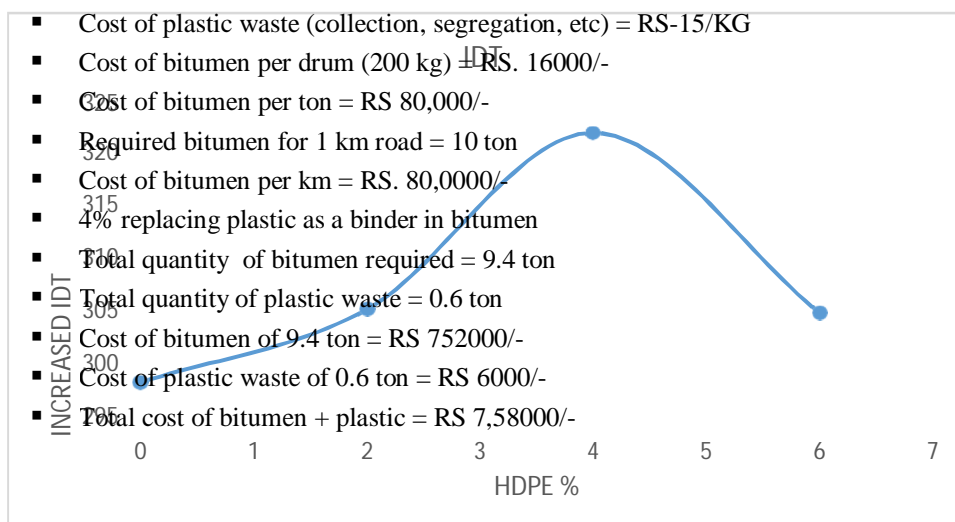 ▪ Cost of plastic waste (collection, segregation, etc) = RS-15/KG
IDT
▪ Cost of bitumen per drum (200 kg) = RS. 16000/-
▪ Cost of bitumen per ton = RS 80,000/-
▪ Required bitumen for 1 km road = 10 ton
▪ Cost of bitumen per km = RS. 80,0000/-
▪ 4% replacing plastic as a binder in bitumen
▪ Total quantity of bitumen required = 9.4 ton
▪ Total quantity of plastic waste = 0.6 ton
▪ Cost of bitumen of 9.4 ton = RS 752000/-
▪ Cost of plastic waste of 0.6 ton = RS 6000/-
▪ Total cost of bitumen + plastic = RS 7,58000/-
INCREASED IDT
325
320
315
310
305
300
295
0 1 2 3 4 5 6 7
HDPE %